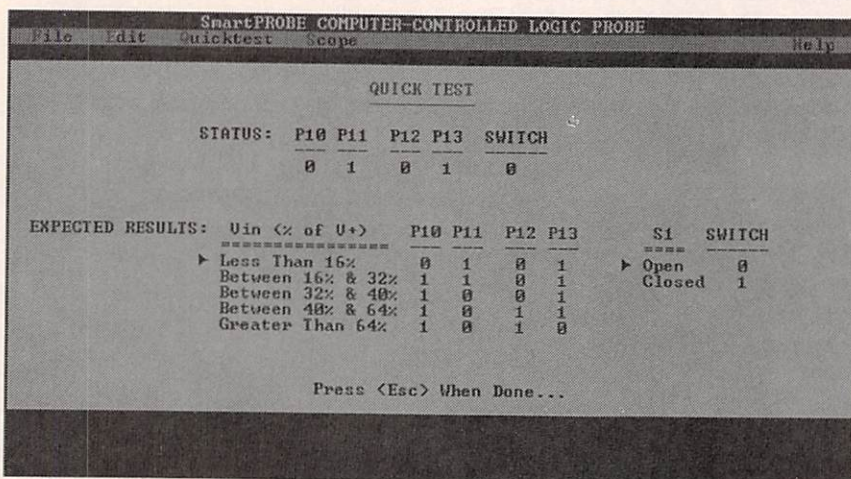 SmartPROBE COMPUTER-CONTROLLED LOGIC PROBE
File Edit Quicktest Scope Help
QUICK TEST
STATUS: P10 P11 P12 P13 SWITCH
0 1 0 1 0
EXPECTED RESULTS: Vin (% of V+) P10 P11 P12 P13 S1 SWITCH
Less Than 16% 0 1 0 1 Open 0
Between 16% & 32% 1 1 0 1 Closed 1
Between 32% & 40% 1 0 0 1
Between 40% & 64% 1 0 1 1
Greater Than 64% 1 0 1 0
Press <Esc> When Done...